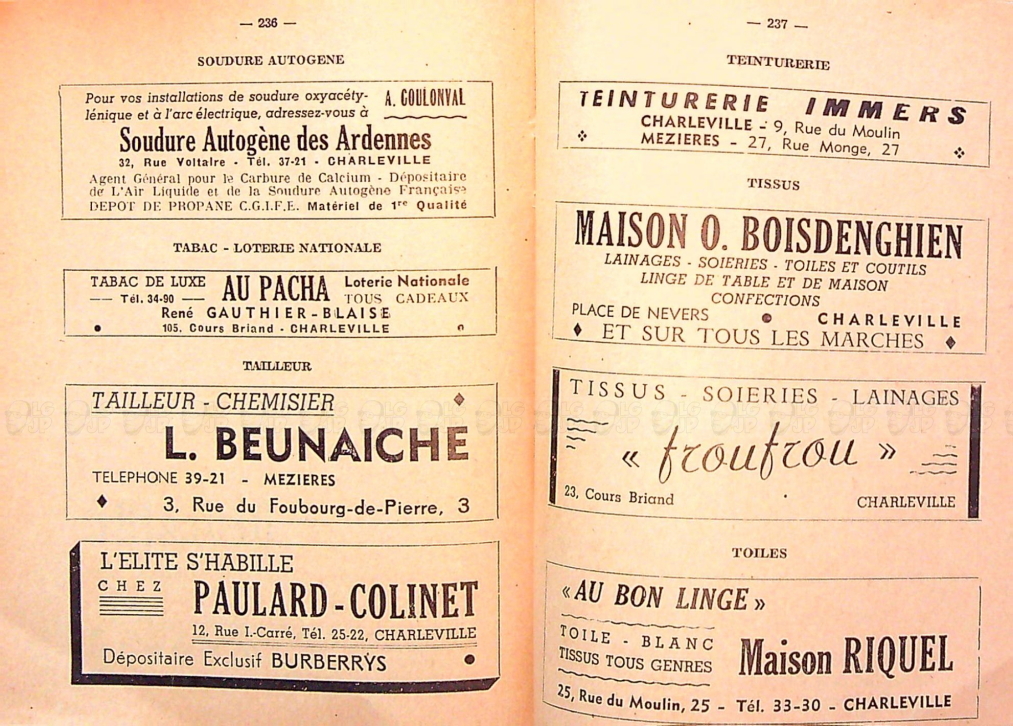 — 236 —
SOUDURE AUTOGENE
Pour vos installations de soudure oxyacéty-
lénique et à l'arc électrique, adressez-vous à
A. GOULONVAL
Soudure Autogène des Ardennes
32, Rue Voltaire - Tél. 37-21 - CHARLEVILLE
Agent Général pour le Carbure de Calcium - Dépositaire
de L'Air Liquide et de la Soudure Autogène Française
DEPOT DE PROPANE C.G.I.F.E. Matériel de 1re Qualité
TABAC - LOTERIE NATIONALE
TABAC DE LUXE
— Tél. 34-90 —
AU PACHA
Loterie Nationale
TOUS CADEAUX
René GAUTHIER-BLAISE
105, Cours Briand - CHARLEVILLE
TAILLEUR
TAILLEUR - CHEMISIER
L. BEUNAICHE
TELEPHONE 39-21 - MEZIERES
3, Rue du Foubourg-de-Pierre, 3
L'ELITE S'HABILLE
CHEZ
PAULARD-COLINET
12, Rue I.-Carré, Tél. 25-22, CHARLEVILLE
Dépositaire Exclusif BURBERRYS
— 237 —
TEINTURERIE
TEINTURERIE IMMERS
CHARLEVILLE - 9, Rue du Moulin
MEZIERES - 27, Rue Monge, 27
TISSUS
MAISON O. BOISDENGHIEN
LAINAGES - SOIERIES - TOILES ET COUTILS
LINGE DE TABLE ET DE MAISON
CONFECTIONS
PLACE DE NEVERS • CHARLEVILLE
ET SUR TOUS LES MARCHES
TISSUS - SOIERIES - LAINAGES
« froufrou »
23, Cours Briand
CHARLEVILLE
TOILES
« AU BON LINGE »
TOILE - BLANC
TISSUS TOUS GENRES
Maison RIQUEL
25, Rue du Moulin, 25 - Tél. 33-30 - CHARLEVILLE